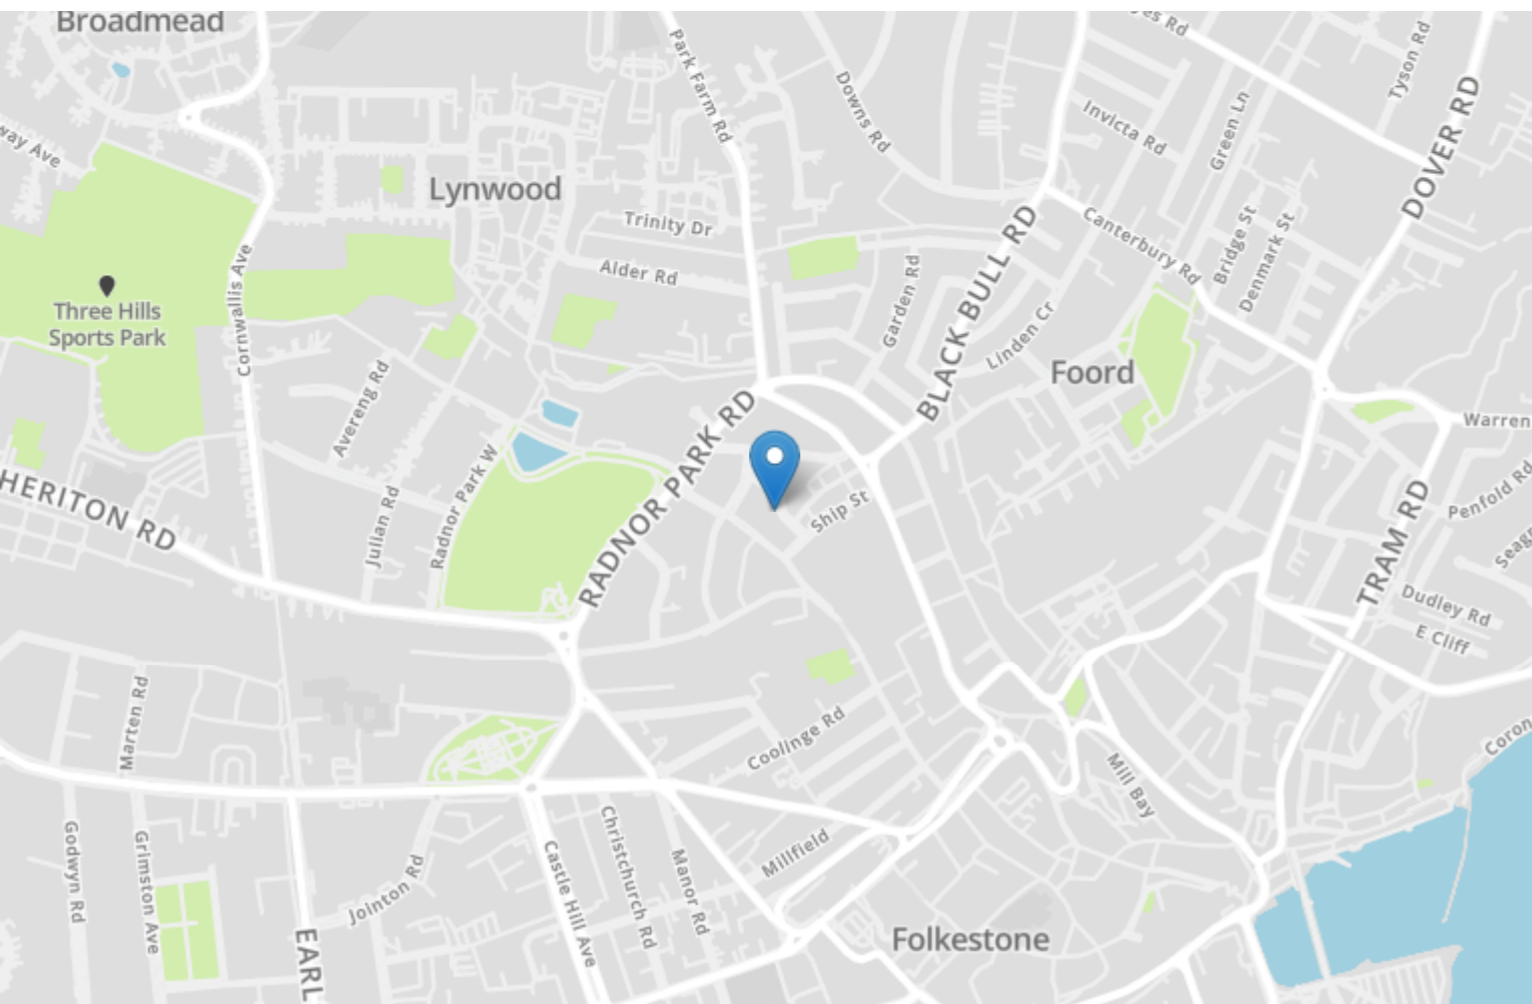 Broadmead
Park Farm Rd
Downs Rd
Tyson Rd
DOVER RD
Invicta Rd
Green Ln
Ave
Lynwood
Trinity Dr
Canterbury Rd
Bridge St
Denmark St
Alder Rd
Cornwallis Ave
Garden Rd
BLACK BULL RD
Linden Cr
Three Hills
Sports Park
Foord
Avereng Rd
RADNOR PARK RD
Warren
HERITON RD
Radnor Park W
Julian Rd
Ship St
Penfold Rd
TRAM RD
Dudley Rd
E Cliff
Marten Rd
Coolinge Rd
Mill Bay
Godwyn Rd
Grimston Ave
Jointon Rd
Castle Hill Ave
Christchurch Rd
Manor Rd
Millfield
EARL
Folkestone